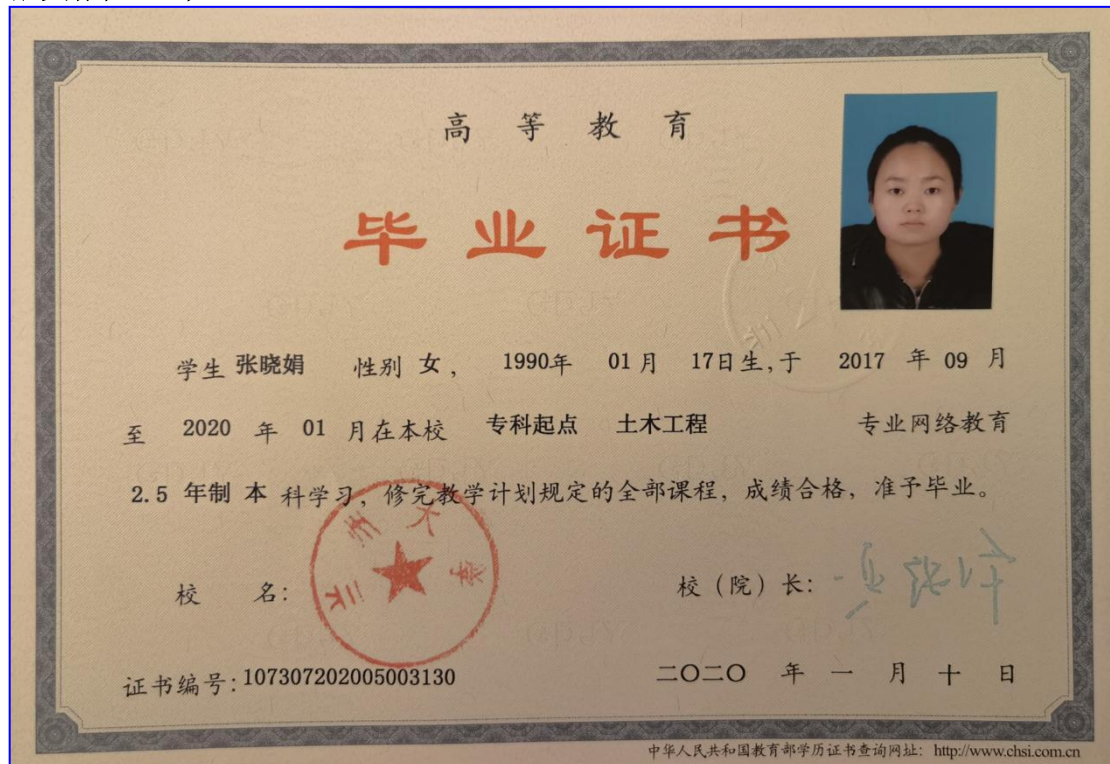 高等教育
毕业证书
学生 张晓娟 性别 女, 1990年 01月 17日生,于 2017 年 09 月
至 2020 年 01 月在本校 专科起点 土木工程 专业网络教育
2.5 年制 本 科学习,修完教学计划规定的全部课程,成绩合格,准予毕业。
校 名: 校(院)长:
证书编号:107307202005003130 二〇二〇 年 一 月 十 日
中华人民共和国教育部学历证书查询网址: http://www.chsi.com.cn